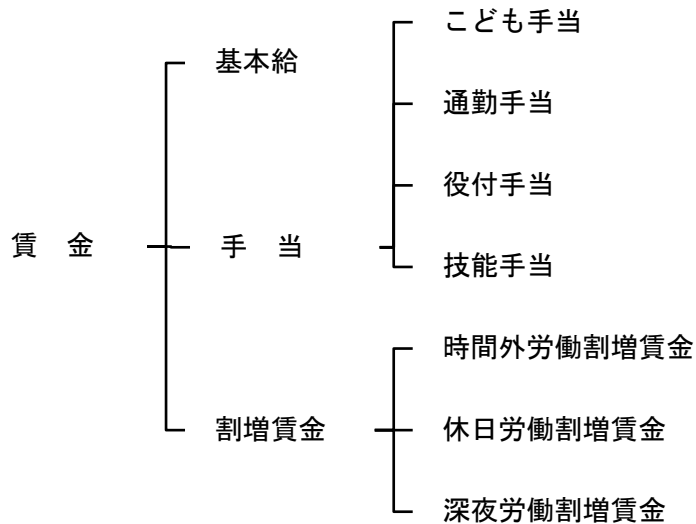 賃　金
基本給
手　当
こども手当
通勤手当
役付手当
技能手当
割増賃金
時間外労働割増賃金
休日労働割増賃金
深夜労働割増賃金